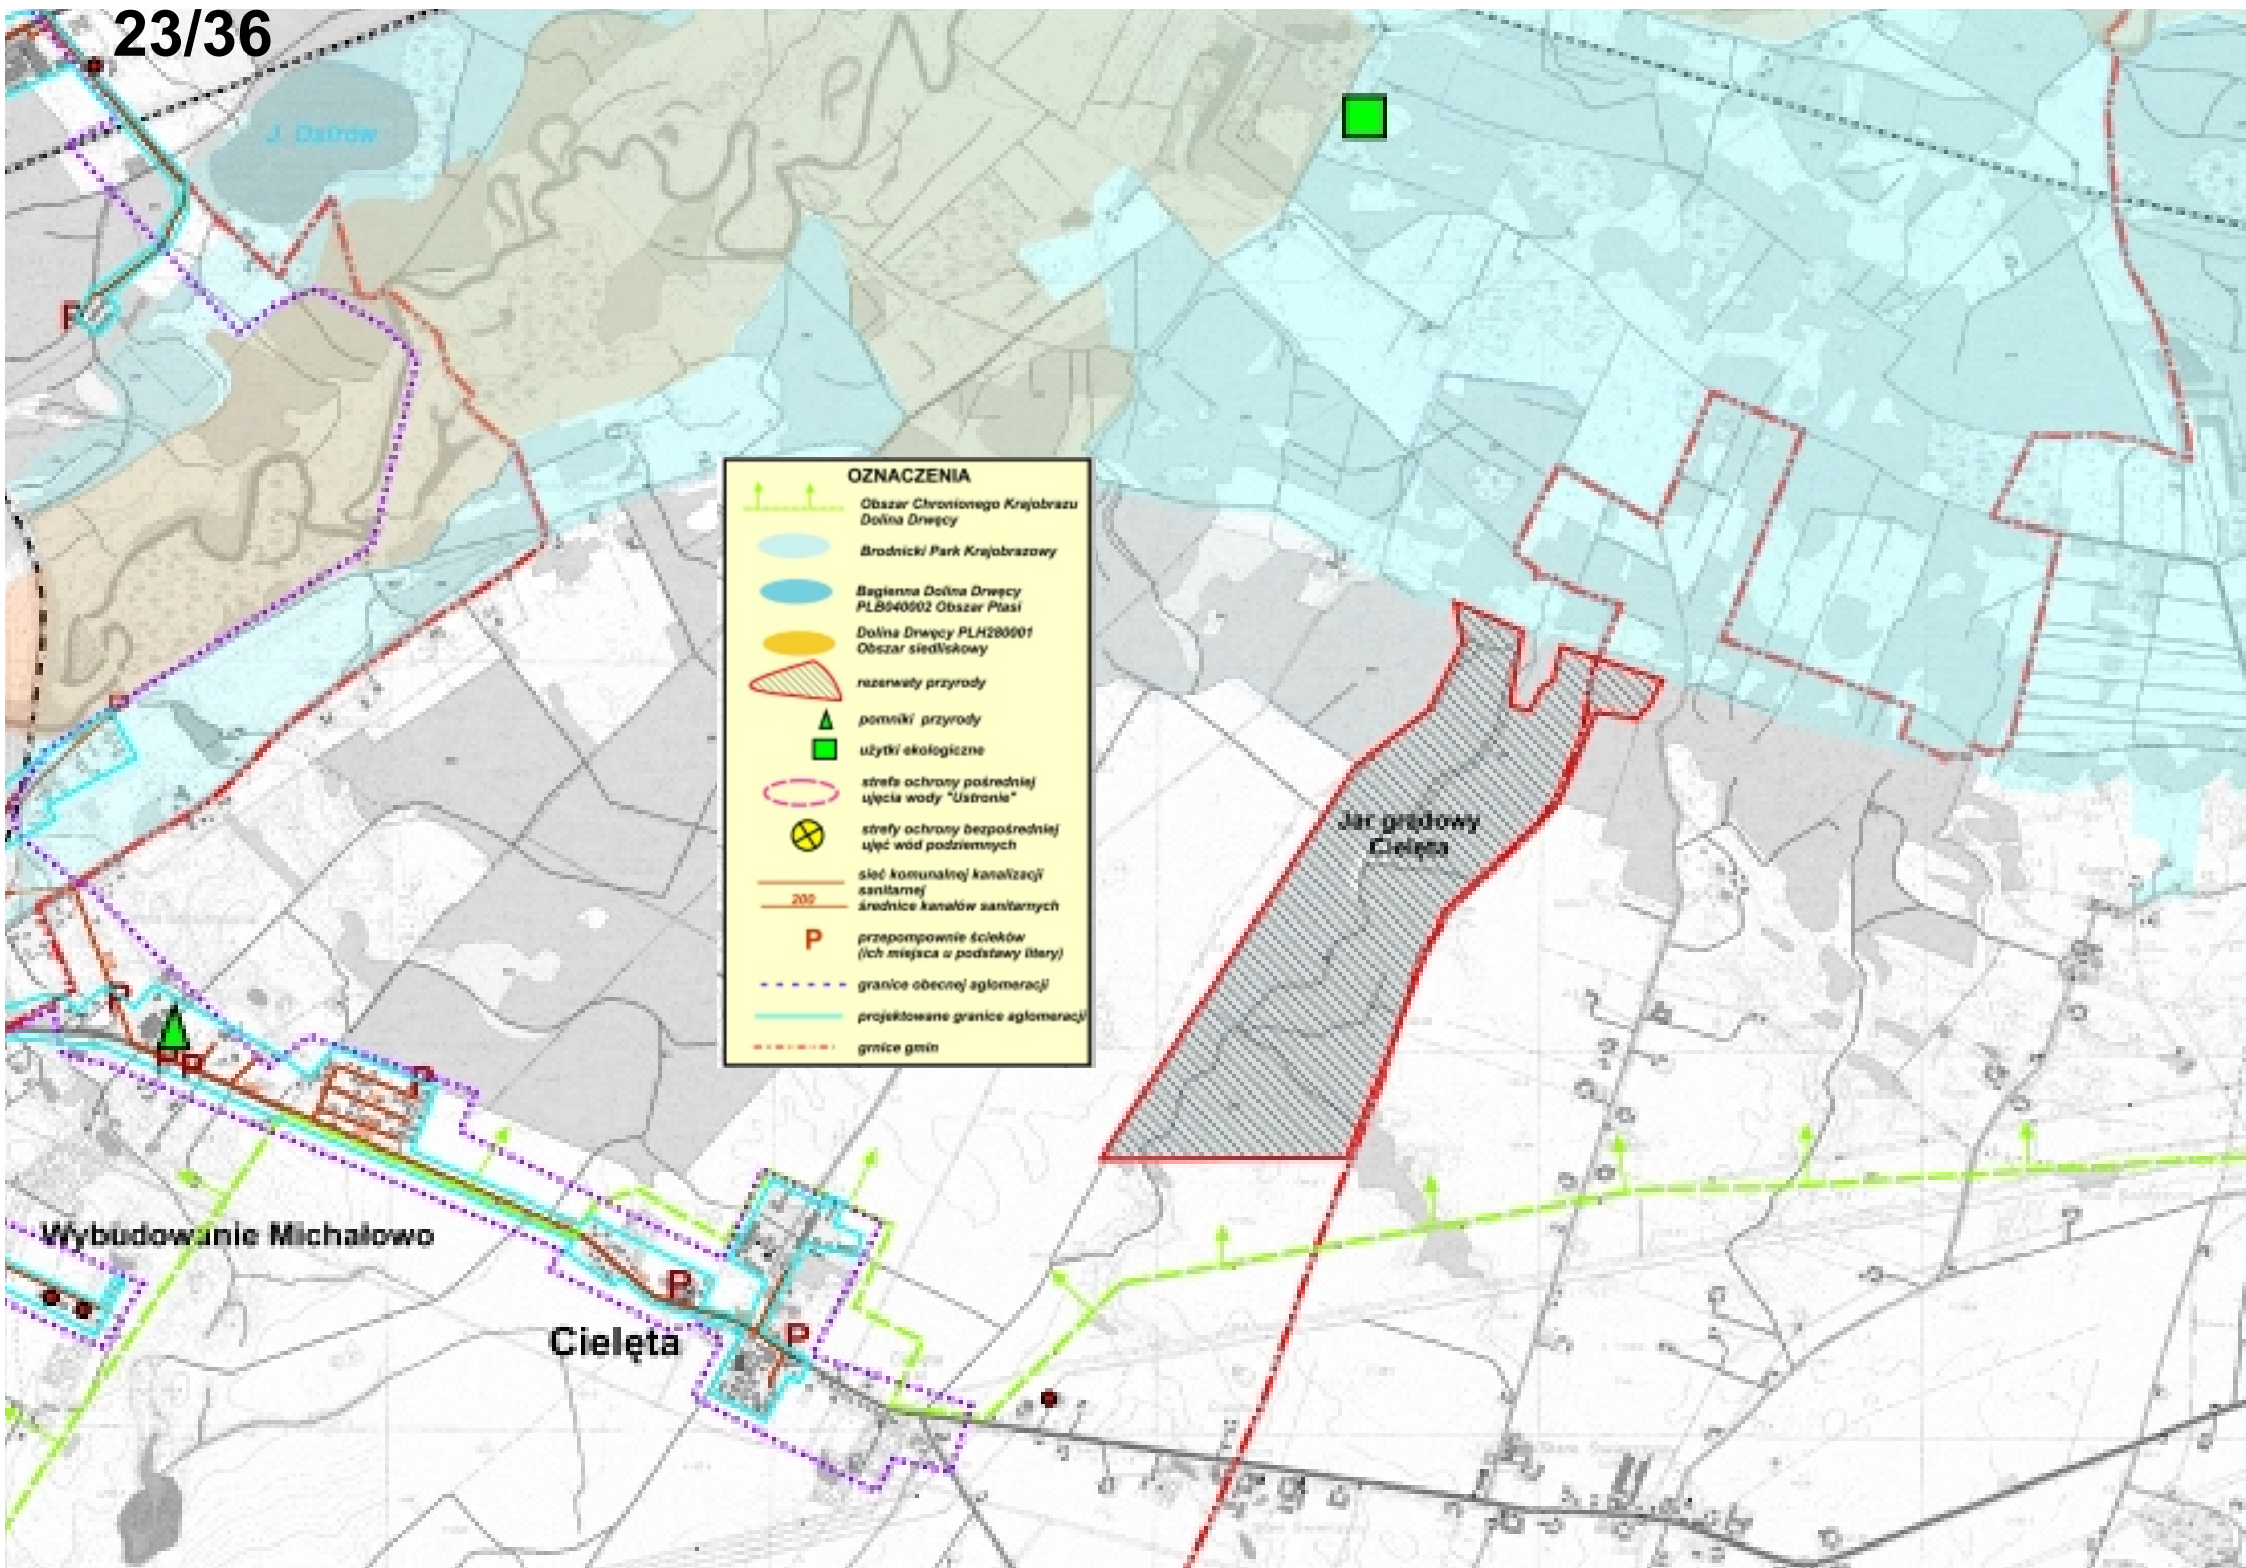 23/36
J. Ostrów
P
OZNACZENIA
Obszar Chronionego Krajobrazu
Dolina Drwęcy
Brodnicki Park Krajobrazowy
Bagienna Dolina Drwęcy
PLB040002 Obszar Ptasi
Dolina Drwęcy PLH280001
Obszar siedliskowy
rezerwaty przyrody
pomniki przyrody
użytki ekologiczne
strefa ochrony pośredniej
ujęcia wody "Ustronie"
strefy ochrony bezpośredniej
ujęć wód podziemnych
sieć komunalnej kanalizacji
sanitarnej
200
średnice kanałów sanitarnych
P
przepompownie ścieków
(ich miejsca u podstawy litery)
granice obecnej aglomeracji
projektowane granice aglomeracji
grnice gmin
Jar grądowy
Cielęta
P
PP
P
Wybudowanie Michałowo
P
Cielęta
P